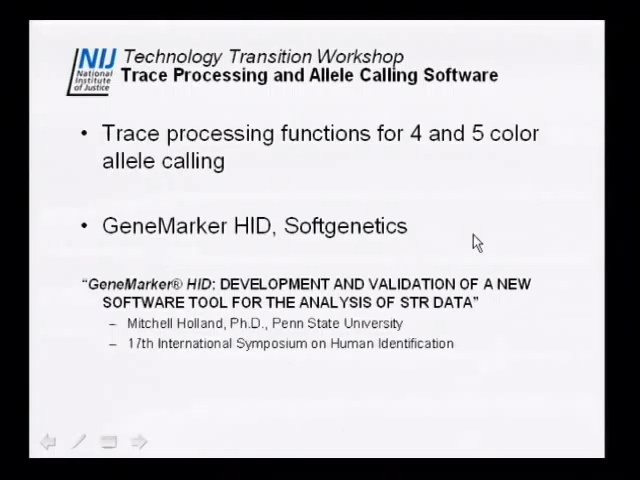 NIJ
National
Institute
of Justice
Technology Transition Workshop
Trace Processing and Allele Calling Software
• Trace processing functions for 4 and 5 color
allele calling
• GeneMarker HID, Softgenetics
“GeneMarker® HID: DEVELOPMENT AND VALIDATION OF A NEW
SOFTWARE TOOL FOR THE ANALYSIS OF STR DATA”
– Mitchell Holland, Ph.D., Penn State University
– 17th International Symposium on Human Identification